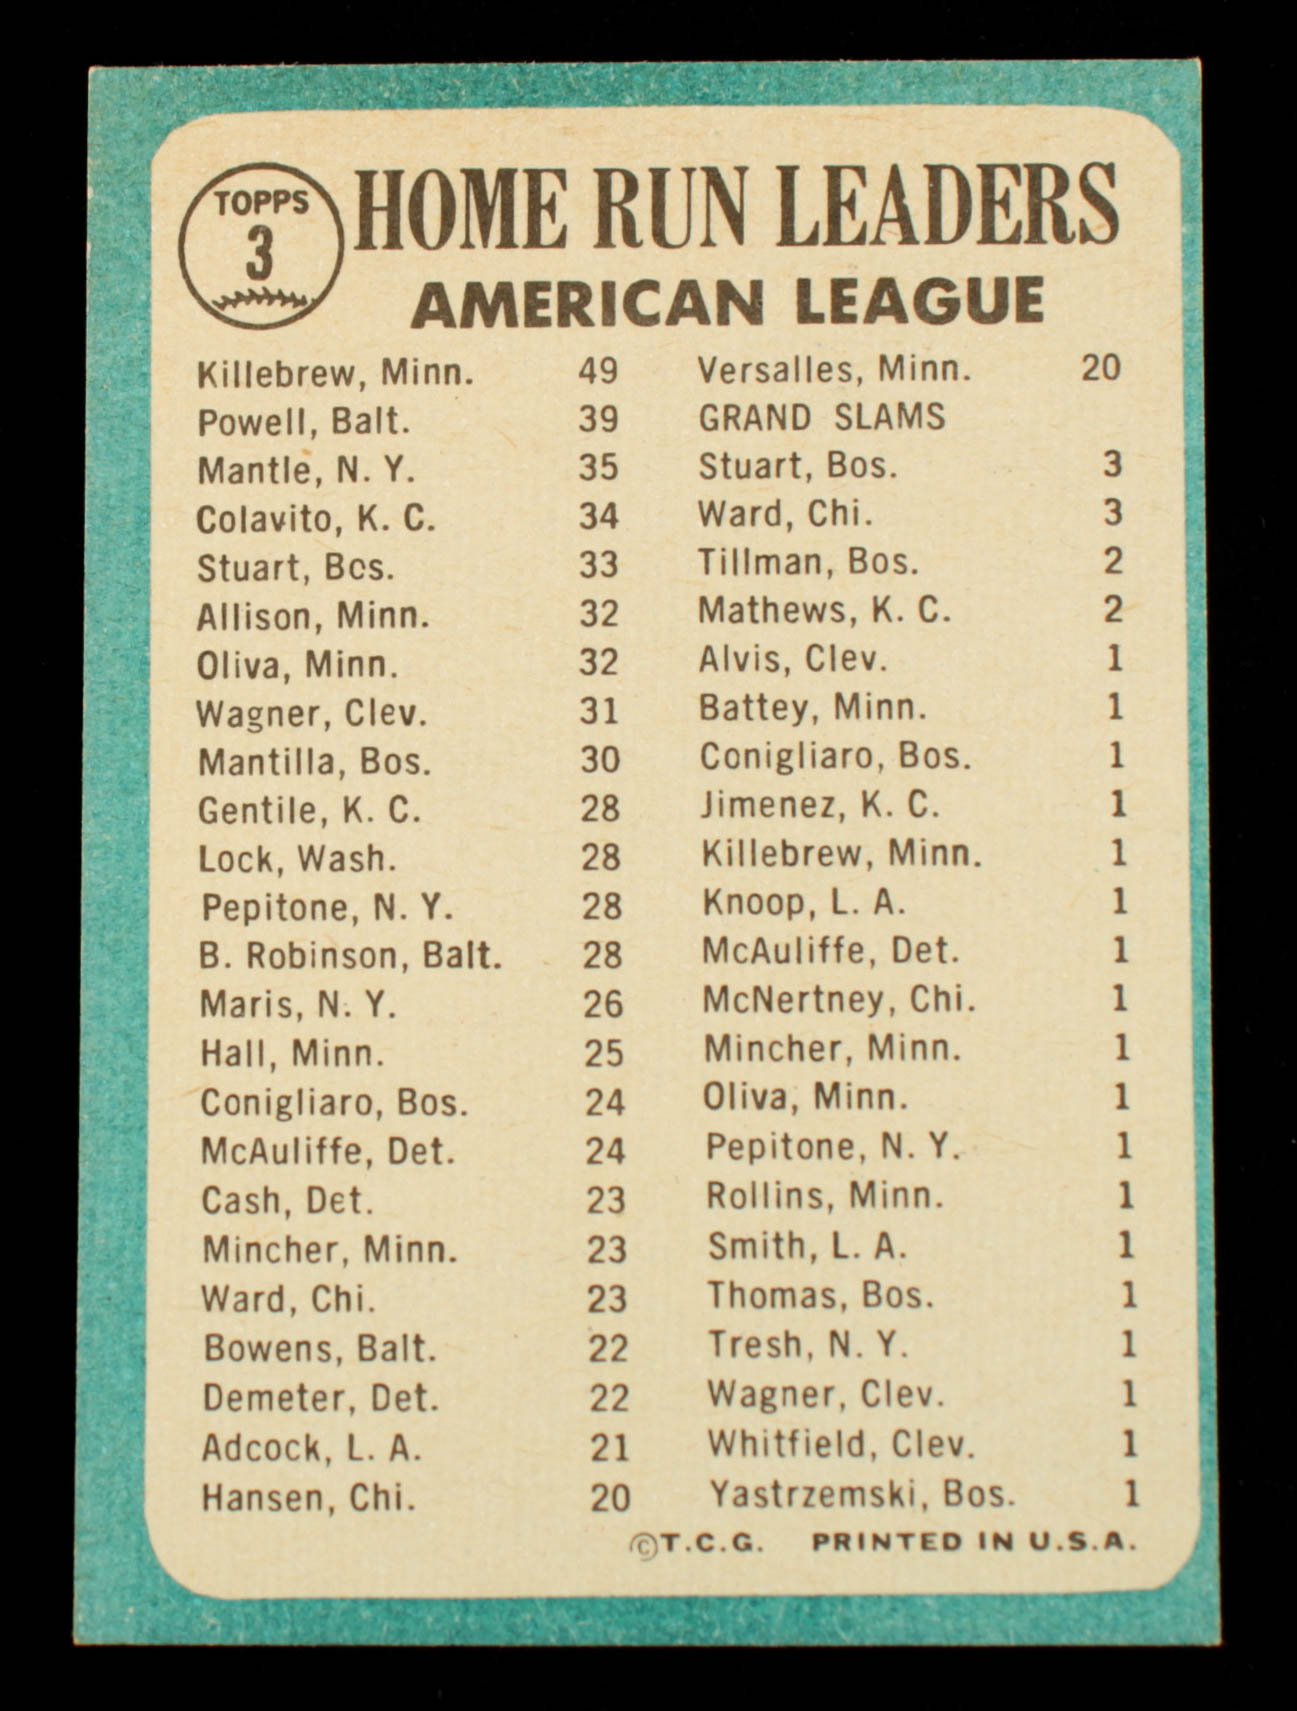 TOPPS
3
HOME RUN LEADERS
AMERICAN LEAGUE
Killebrew, Minn. 49
Powell, Balt. 39
Mantle, N. Y. 35
Colavito, K. C. 34
Stuart, Bos. 33
Allison, Minn. 32
Oliva, Minn. 32
Wagner, Clev. 31
Mantilla, Bos. 30
Gentile, K. C. 28
Lock, Wash. 28
Pepitone, N. Y. 28
B. Robinson, Balt. 28
Maris, N. Y. 26
Hall, Minn. 25
Conigliaro, Bos. 24
McAuliffe, Det. 24
Cash, Det. 23
Mincher, Minn. 23
Ward, Chi. 23
Bowens, Balt. 22
Demeter, Det. 22
Adcock, L. A. 21
Hansen, Chi. 20
Versalles, Minn. 20
GRAND SLAMS
Stuart, Bos. 3
Ward, Chi. 3
Tillman, Bos. 2
Mathews, K. C. 2
Alvis, Clev. 1
Battey, Minn. 1
Conigliaro, Bos. 1
Jimenez, K. C. 1
Killebrew, Minn. 1
Knoop, L. A. 1
McAuliffe, Det. 1
McNertney, Chi. 1
Mincher, Minn. 1
Oliva, Minn. 1
Pepitone, N. Y. 1
Rollins, Minn. 1
Smith, L. A. 1
Thomas, Bos. 1
Tresh, N. Y. 1
Wagner, Clev. 1
Whitfield, Clev. 1
Yastrzemski, Bos. 1
©T.C.G. PRINTED IN U.S.A.